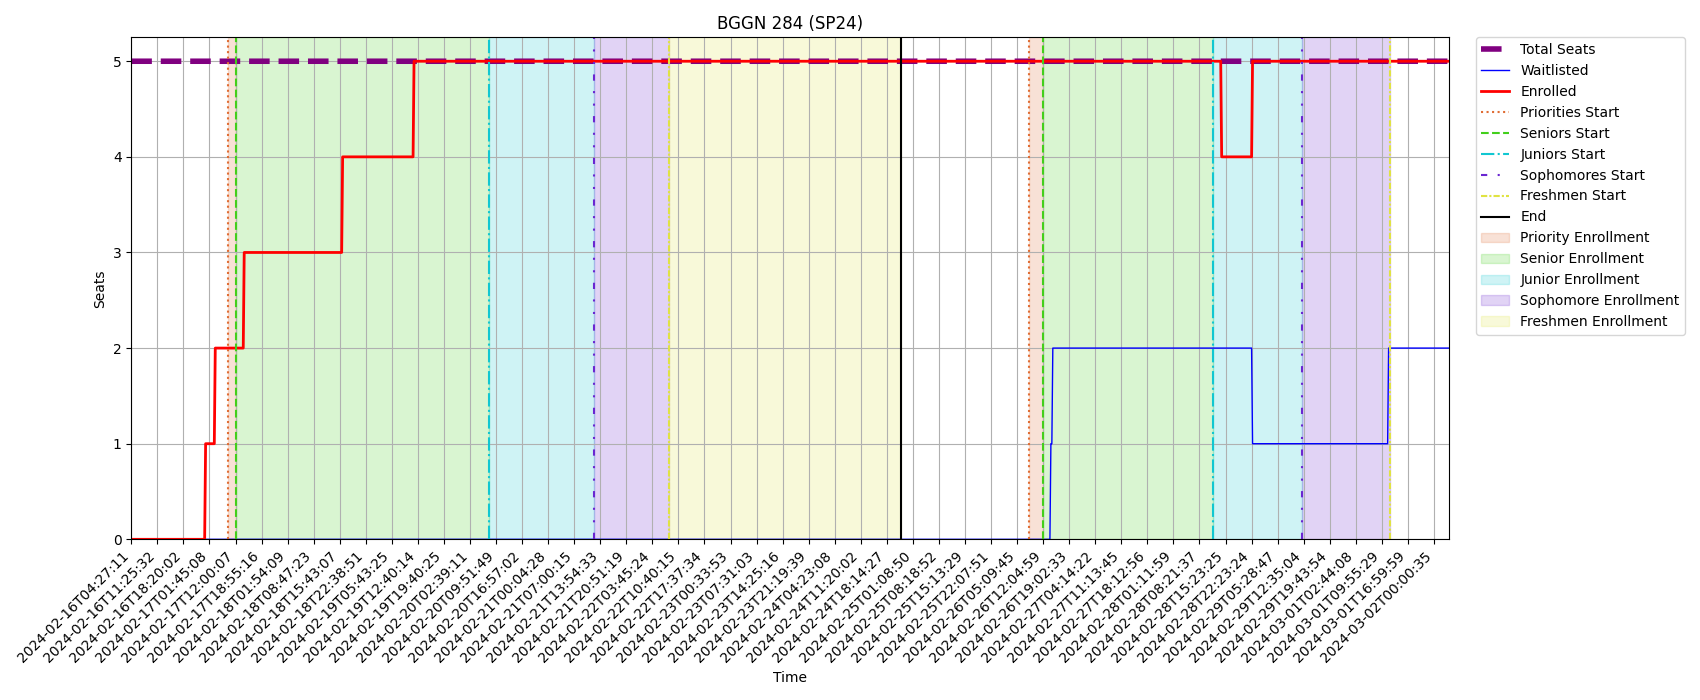 BGGN 284 (SP24)
Seats
5
4
3
2
1
0
2024-02-16T04:27:11
2024-02-16T11:25:32
2024-02-16T18:20:02
2024-02-17T01:45:08
2024-02-17T12:00:07
2024-02-17T18:55:16
2024-02-18T01:54:09
2024-02-18T08:47:23
2024-02-18T15:43:07
2024-02-18T22:38:51
2024-02-19T05:43:25
2024-02-19T12:40:14
2024-02-19T19:40:25
2024-02-20T02:39:11
2024-02-20T09:51:49
2024-02-20T16:57:02
2024-02-21T00:04:28
2024-02-21T07:00:15
2024-02-21T13:54:33
2024-02-21T20:51:19
2024-02-22T03:45:24
2024-02-22T10:40:15
2024-02-22T17:37:34
2024-02-23T00:33:53
2024-02-23T07:31:03
2024-02-23T14:25:16
2024-02-23T21:19:39
2024-02-24T04:23:08
2024-02-24T11:20:02
2024-02-24T18:14:27
2024-02-25T01:08:50
2024-02-25T08:18:52
2024-02-25T15:13:29
2024-02-25T22:07:51
2024-02-26T05:09:45
2024-02-26T12:04:59
2024-02-26T19:02:33
2024-02-27T04:14:22
2024-02-27T11:13:45
2024-02-27T18:12:56
2024-02-28T01:11:59
2024-02-28T08:21:37
2024-02-28T15:23:25
2024-02-28T22:23:24
2024-02-29T05:28:47
2024-02-29T12:35:04
2024-02-29T19:43:54
2024-03-01T02:44:08
2024-03-01T09:55:29
2024-03-01T16:59:59
2024-03-02T00:00:35
Time
Total Seats
Waitlisted
Enrolled
Priorities Start
Seniors Start
Juniors Start
Sophomores Start
Freshmen Start
End
Priority Enrollment
Senior Enrollment
Junior Enrollment
Sophomore Enrollment
Freshmen Enrollment